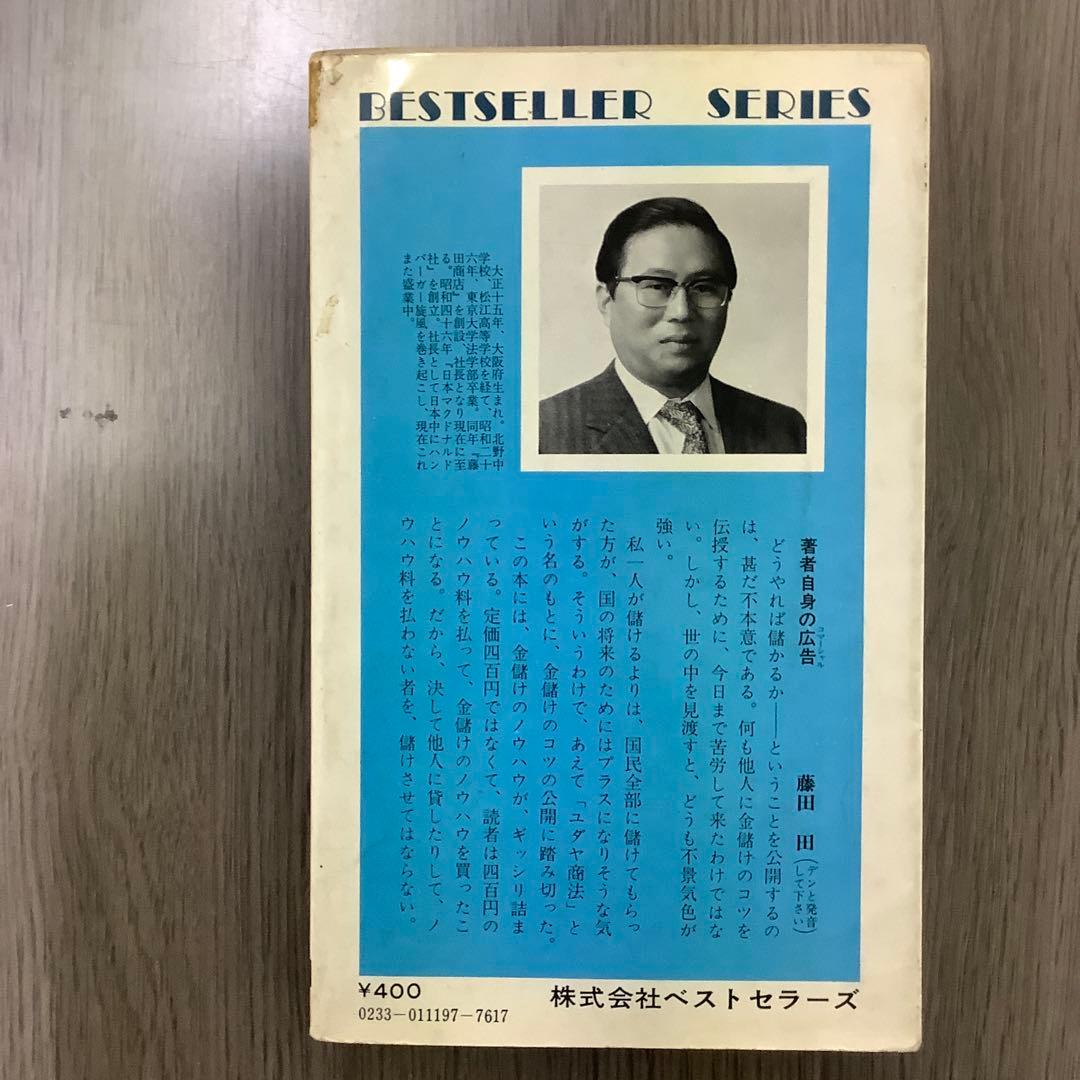 BESTSELLER SERIES
大正十五年、大阪府生まれ。北野中
学校、松江高等学校を経て、昭和二十
六年、東京大学法学部卒業。同年『藤
田商店』を創設、社長となり現在に至
る。昭和四十六年『日本マクドナルド
社』を創立。社長として日本中にハン
バーガー旋風を巻き起こし、現在これ
また盛業中。
著者自身の広告 コマーシャル
藤田 田(デンと発音して下さい)
どうやれば儲かるか――ということを公開するの
は、甚だ不本意である。何も他人に金儲けのコツを
伝授するために、今日まで苦労して来たわけではな
い。しかし、世の中を見渡すと、どうも不景気色が
強い。
私一人が儲けるよりは、国民全部に儲けてもらっ
た方が、国の将来のためにはプラスになりそうな気
がする。そういうわけで、あえて「ユダヤ商法」と
いう名のもとに、金儲けのコツの公開に踏み切った。
この本には、金儲けのノウハウが、ギッシリ詰ま
っている。定価四百円ではなくて、読者は四百円の
ノウハウ料を払って、金儲けのノウハウを買ったこ
とになる。だから、決して他人に貸したりして、ノ
ウハウ料を払わない者を、儲けさせてはならない。
¥400
0233-011197-7617
株式会社ベストセラーズ